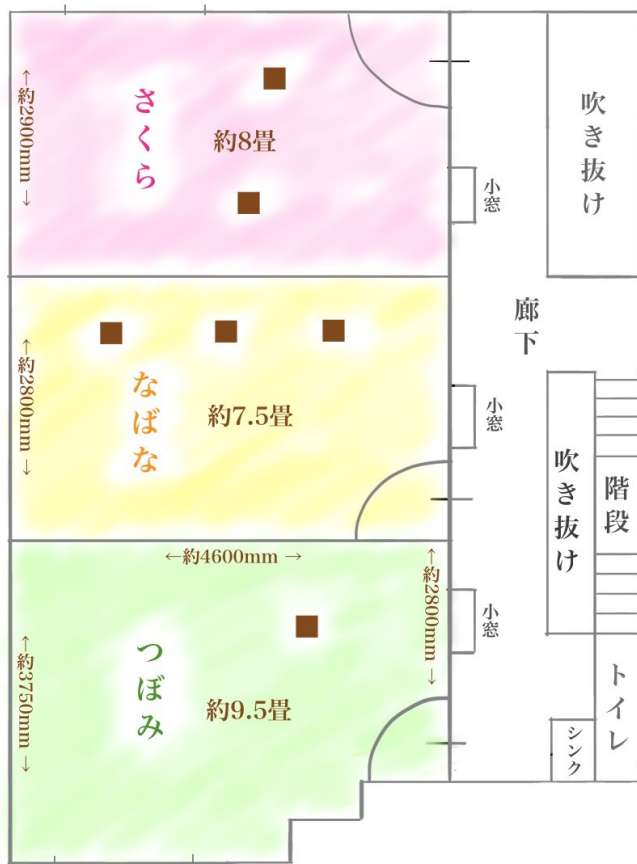 さくら
約8畳
←約2900mm→
小窓
吹き抜け
廊下
なばな
約7.5畳
←約2800mm→
小窓
吹き抜け
階段
←約4600mm→
←約2800mm→
つぼみ
約9.5畳
←約3750mm→
小窓
トイレ
シンク